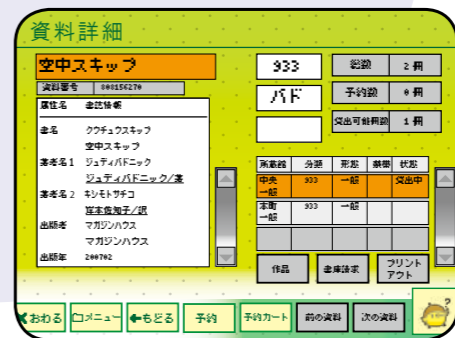 資料詳細
空中スキップ
資料番号 808156270
属性名 書誌情報
書名 クウチュウスキップ
空中スキップ
著者名1 ジュディバドニック
ジュディバドニック/著
著者名2 キシモトサチコ
岸本佐知子/訳
出版者 マガジンハウス
マガジンハウス
出版年 200702
933
バド
総数 2冊
予約数 0冊
貸出可能冊数 1冊
所蔵館 分類 形態 禁帯 状態
中央 933 一般 貸出中
一般
本町 933 一般
一般
作品
書庫請求
プリント
アウト
おわる
メニュー
もどる
予約
予約カート
前の資料
次の資料
?